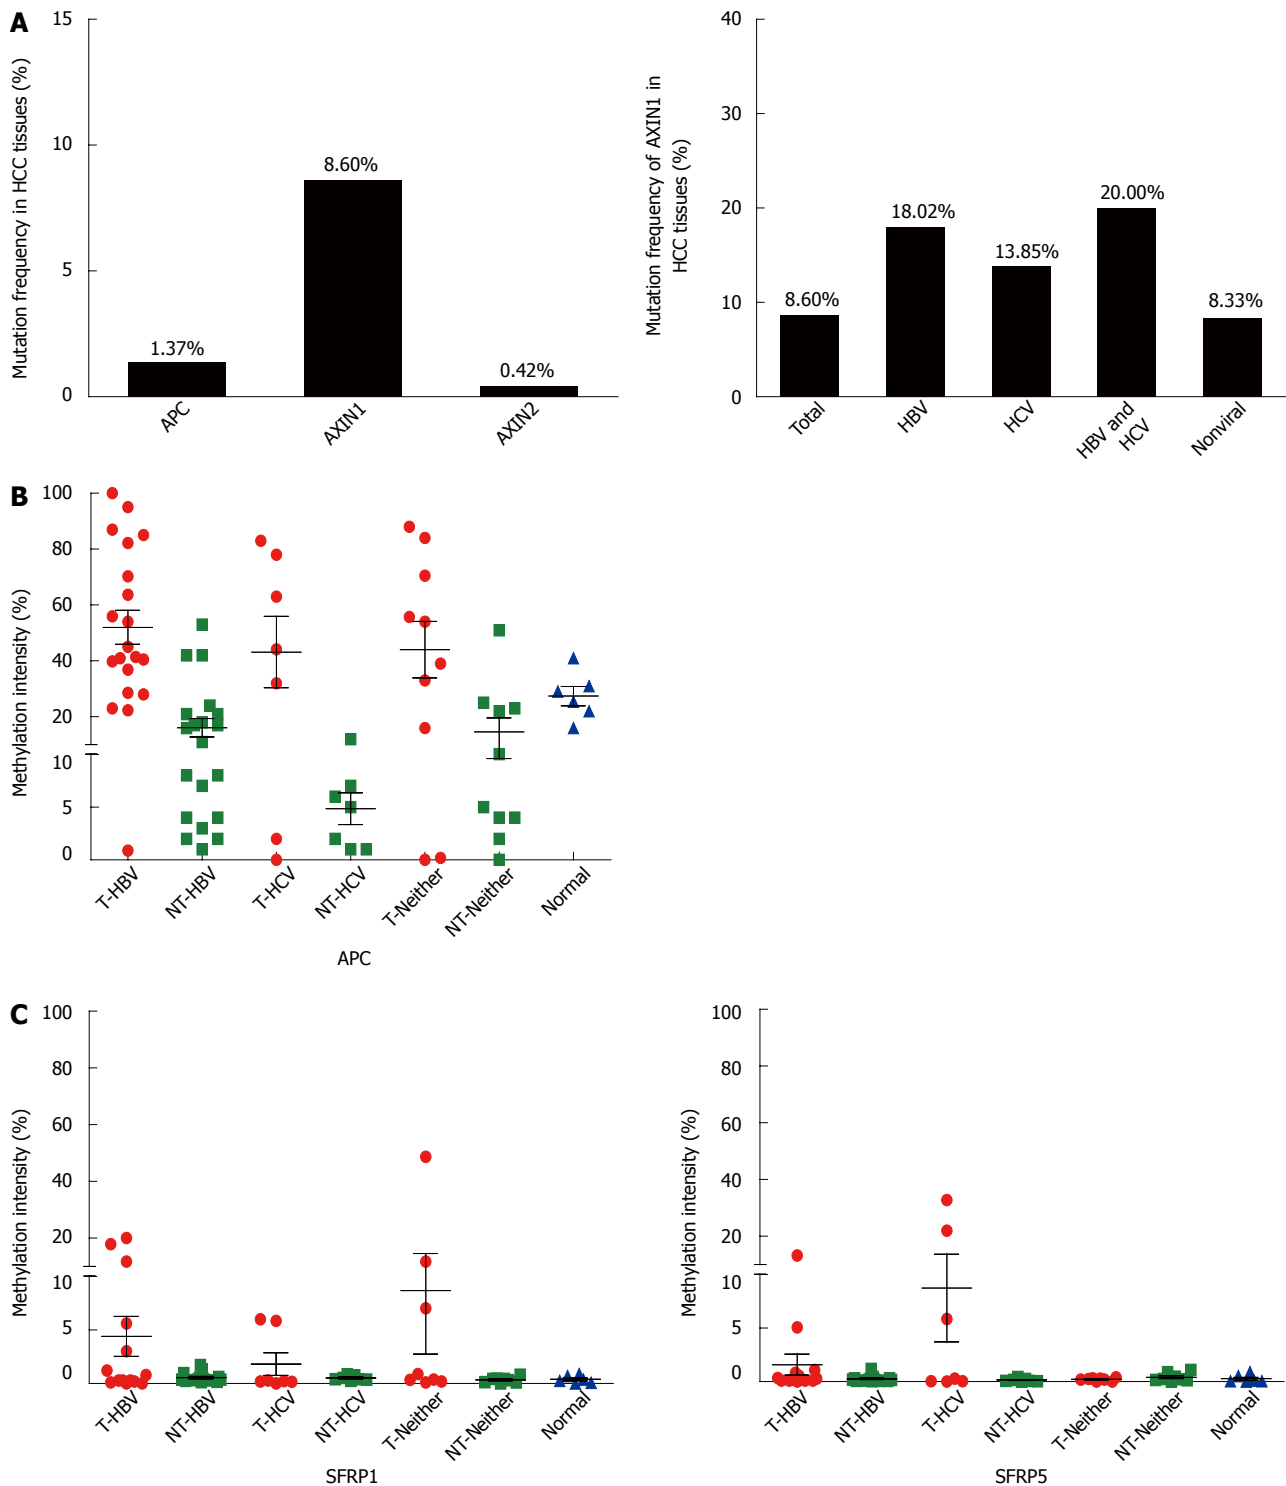 A
Mutation frequency in HCC tissues (%)
15
10
5
0
1.37%
8.60%
0.42%
APC
AXIN1
AXIN2
Mutation frequency of AXIN1 in
HCC tissues (%)
40
30
20
10
0
8.60%
18.02%
13.85%
20.00%
8.33%
Total
HBV
HCV
HBV and
HCV
Nonviral
B
Methylation intensity (%)
100
80
60
40
20
10
5
0
T-HBV
NT-HBV
T-HCV
NT-HCV
T-Neither
NT-Neither
Normal
APC
C
Methylation intensity (%)
100
80
60
40
20
10
5
0
T-HBV
NT-HBV
T-HCV
NT-HCV
T-Neither
NT-Neither
Normal
SFRP1
Methylation intensity (%)
100
80
60
40
20
10
5
0
T-HBV
NT-HBV
T-HCV
NT-HCV
T-Neither
NT-Neither
Normal
SFRP5